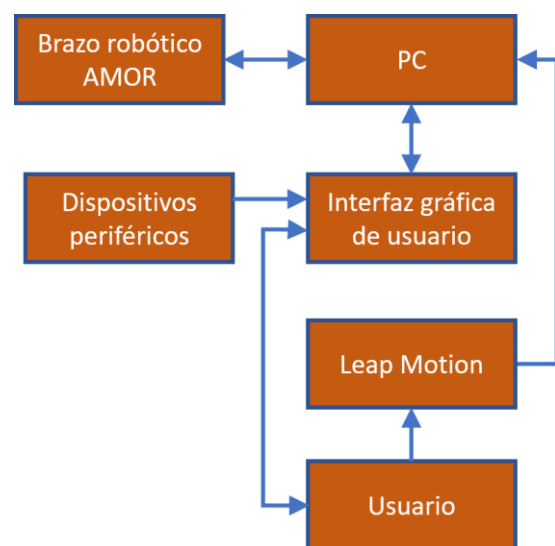 Brazo robótico
AMOR
PC
Dispositivos
periféricos
Interfaz gráfica
de usuario
Leap Motion
Usuario